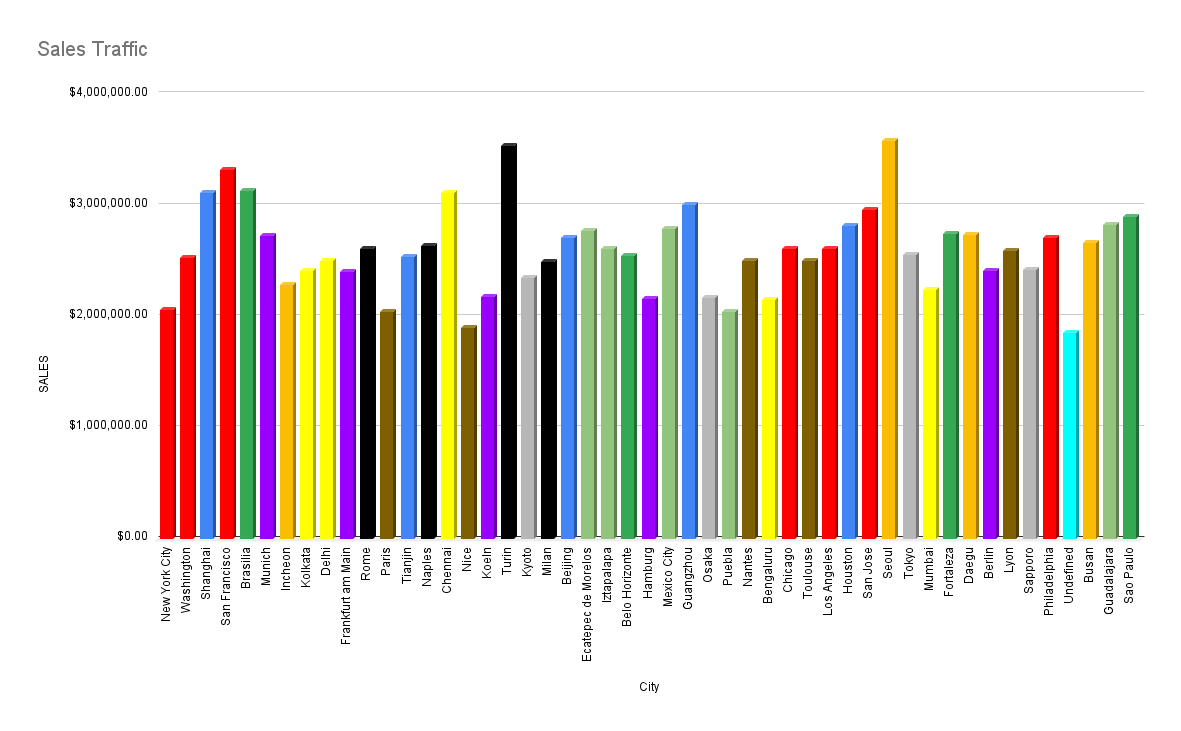 Sales Traffic
$4,000,000.00
$3,000,000.00
$2,000,000.00
$1,000,000.00
$0.00
SALES
New York City
Washington
Shanghai
San Francisco
Brasilia
Munich
Incheon
Kolkata
Delhi
Frankfurt am Main
Rome
Paris
Tianjin
Naples
Chennai
Nice
Koeln
Turin
Kyoto
Milan
Beijing
Ecatepec de Morelos
Iztapalapa
Belo Horizonte
Hamburg
Mexico City
Guangzhou
Osaka
Puebla
Nantes
Bengaluru
Chicago
Toulouse
Los Angeles
Houston
San Jose
Seoul
Tokyo
Mumbai
Fortaleza
Daegu
Berlin
Lyon
Sapporo
Philadelphia
Undefined
Busan
Guadalajara
Sao Paulo
City